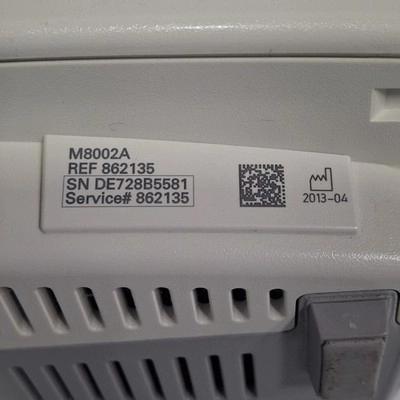 M8002A
REF 862135
SN DE728B5581
Service# 862135
2013-04